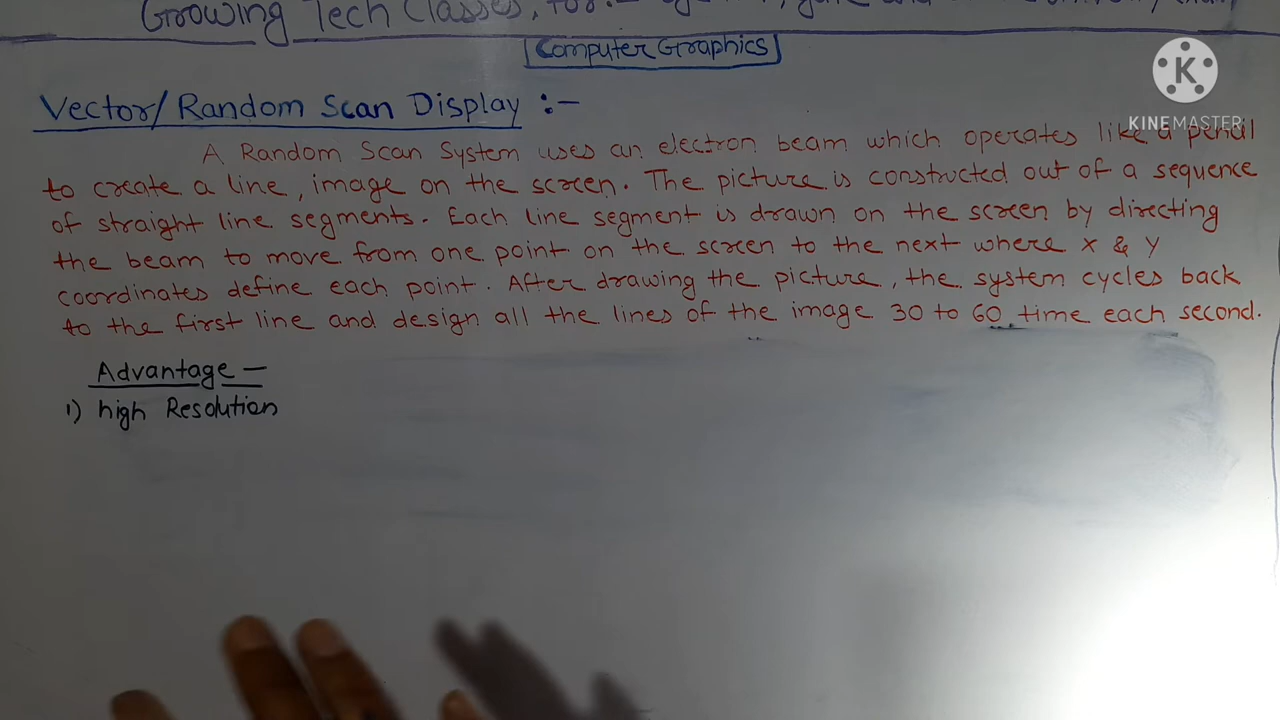 Growing Tech Classes, for:-
Computer Graphics
KINEMASTER
Vector/Random Scan Display :-
A Random Scan System uses an electron beam which operates like a pencil
to create a line, image on the screen. The picture is constructed out of a sequence
of straight line segments. Each line segment is drawn on the screen by directing
the beam to move from one point on the screen to the next where x & y
coordinates define each point. After drawing the picture, the system cycles back
to the first line and design all the lines of the image 30 to 60 time each second.
Advantage -
1) high Resolution